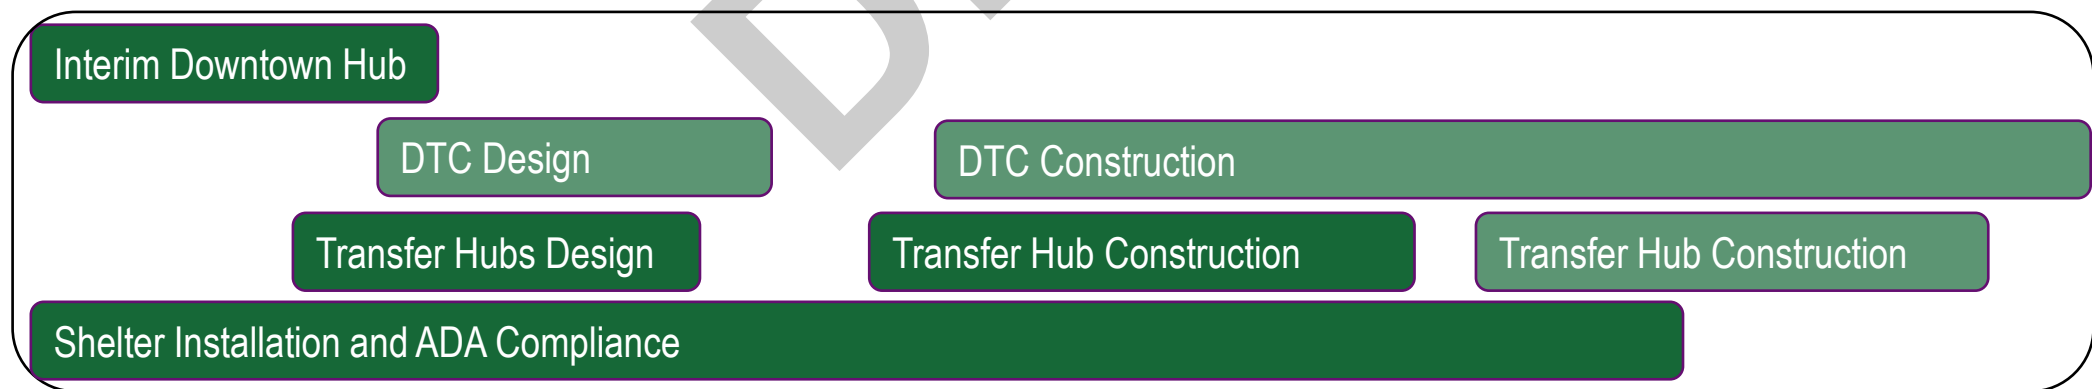 Interim Downtown Hub
DTC Design
DTC Construction
Transfer Hubs Design
Transfer Hub Construction
Transfer Hub Construction
Shelter Installation and ADA Compliance